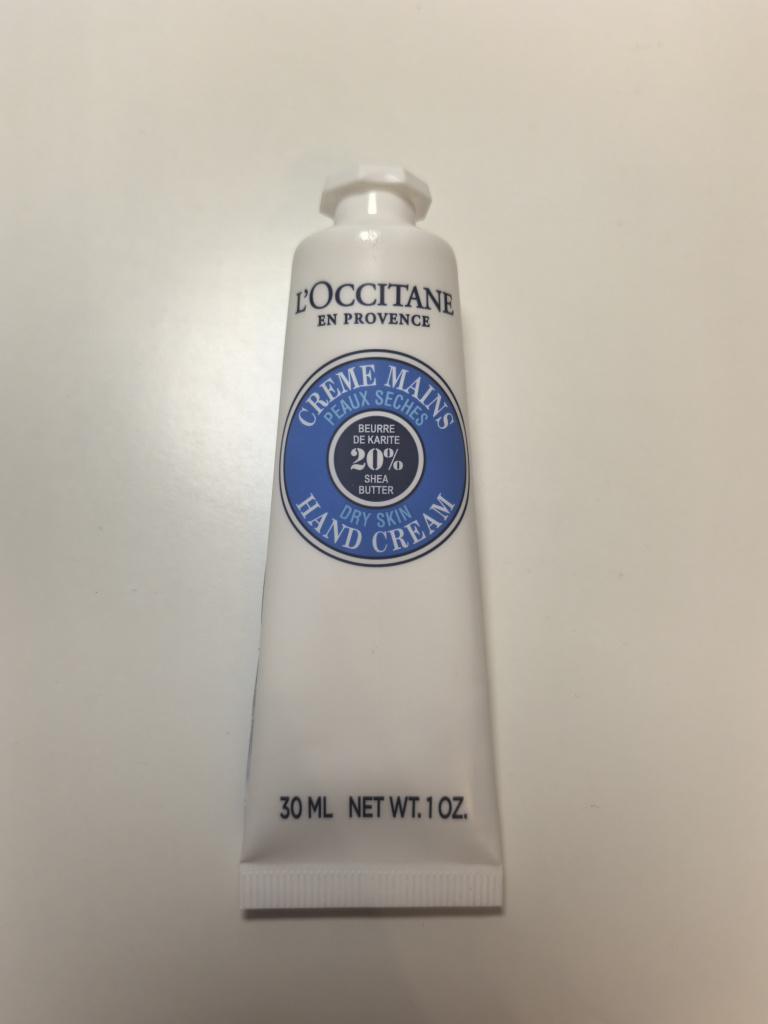 L'OCCITANE
EN PROVENCE
CREME MAINS
PEAUX SECHES
BEURRE
DE KARITE
20%
SHEA
BUTTER
DRY SKIN
HAND CREAM
30 ML NET WT. 1 OZ.